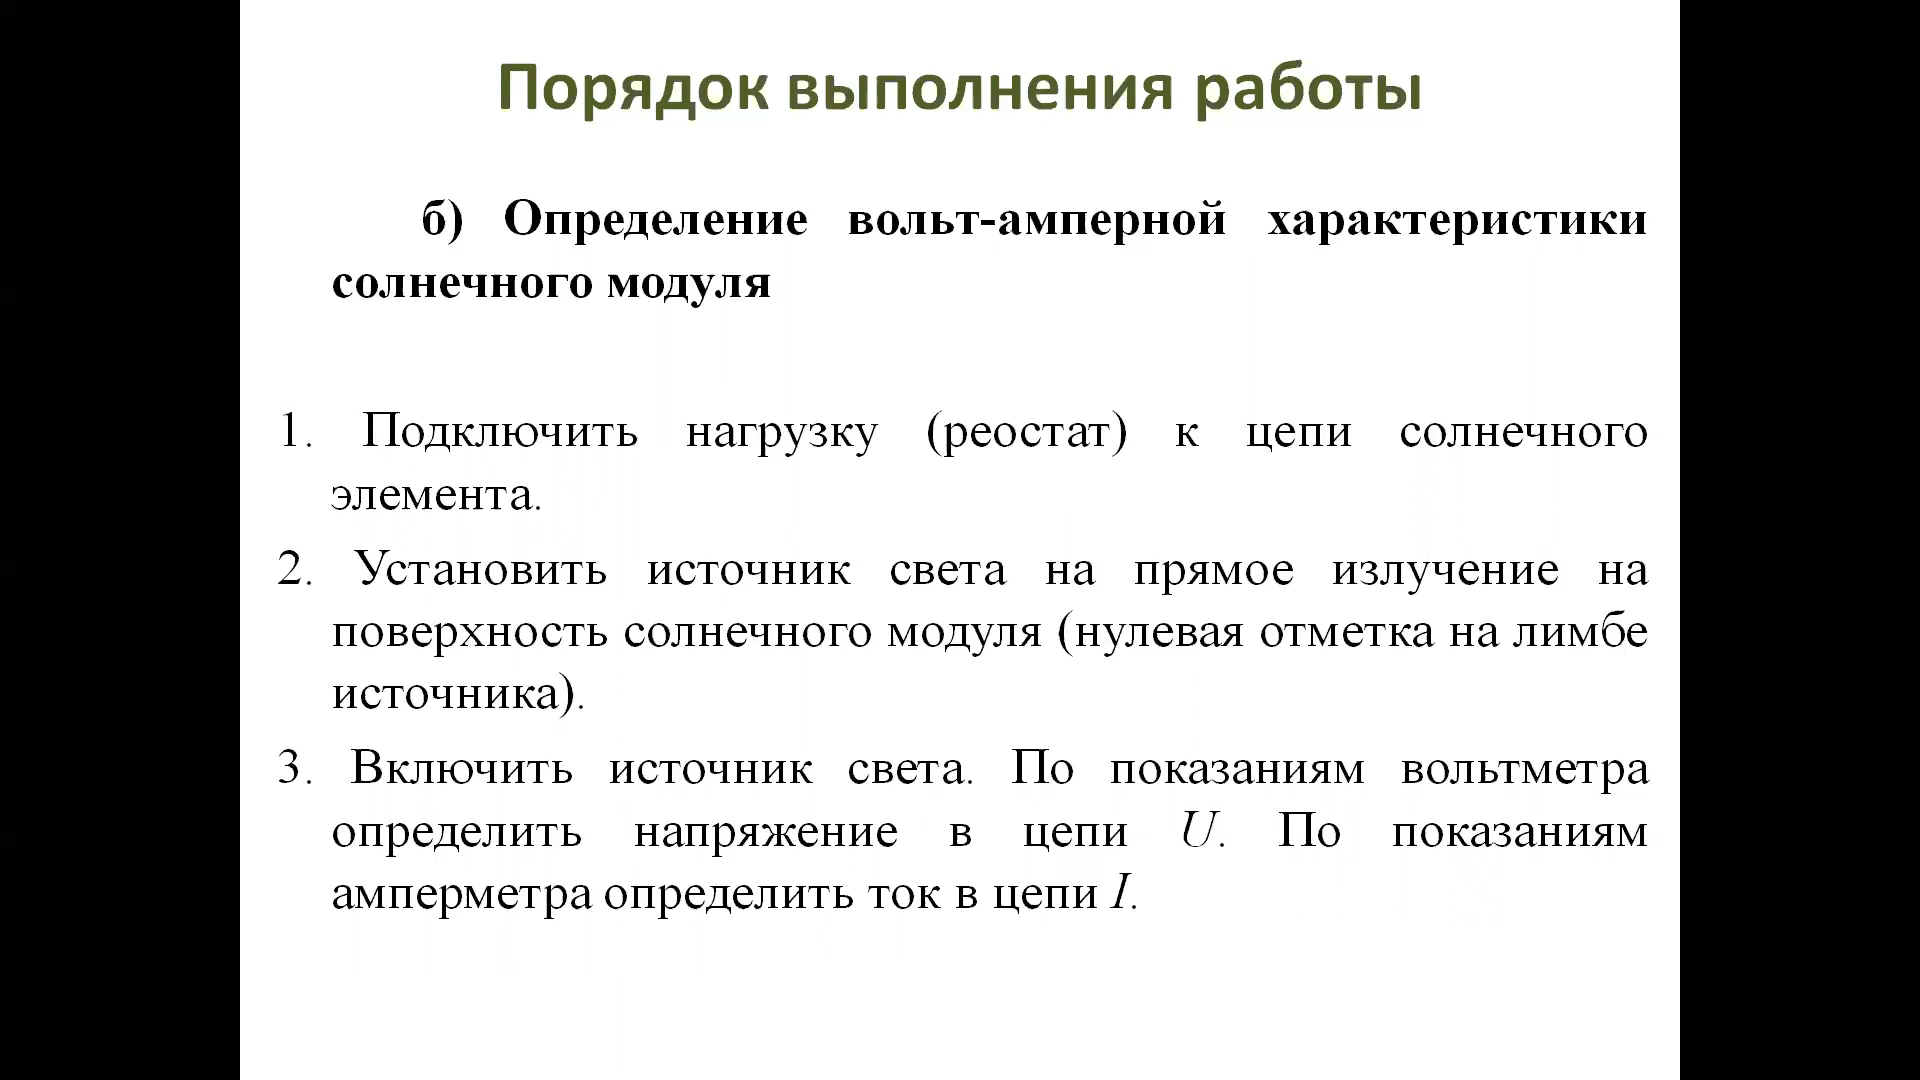 Порядок выполнения работы
б) Определение вольт-амперной характеристики
солнечного модуля
1. Подключить нагрузку (реостат) к цепи солнечного
элемента.
2. Установить источник света на прямое излучение на
поверхность солнечного модуля (нулевая отметка на лимбе
источника).
3. Включить источник света. По показаниям вольтметра
определить напряжение в цепи U. По показаниям
амперметра определить ток в цепи I.